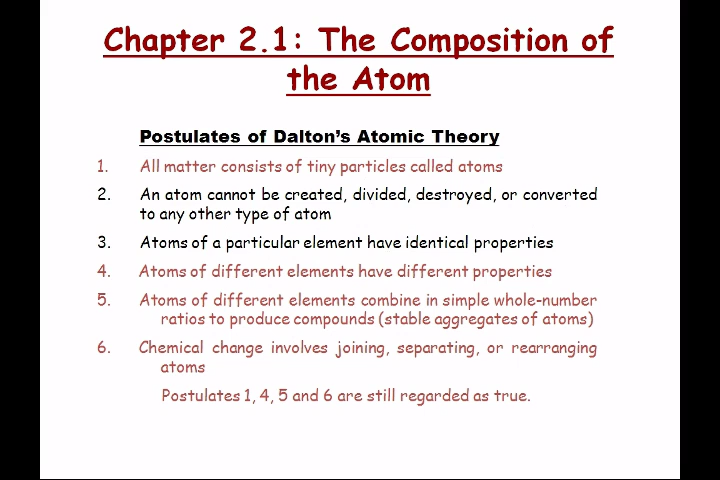 Chapter 2.1: The Composition of
the Atom
Postulates of Dalton's Atomic Theory
1. All matter consists of tiny particles called atoms
2. An atom cannot be created, divided, destroyed, or converted
to any other type of atom
3. Atoms of a particular element have identical properties
4. Atoms of different elements have different properties
5. Atoms of different elements combine in simple whole-number
ratios to produce compounds (stable aggregates of atoms)
6. Chemical change involves joining, separating, or rearranging
atoms
Postulates 1, 4, 5 and 6 are still regarded as true.